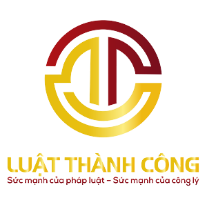 LUẬT THÀNH CÔNG
Sức mạnh của pháp luật – Sức mạnh của công lý